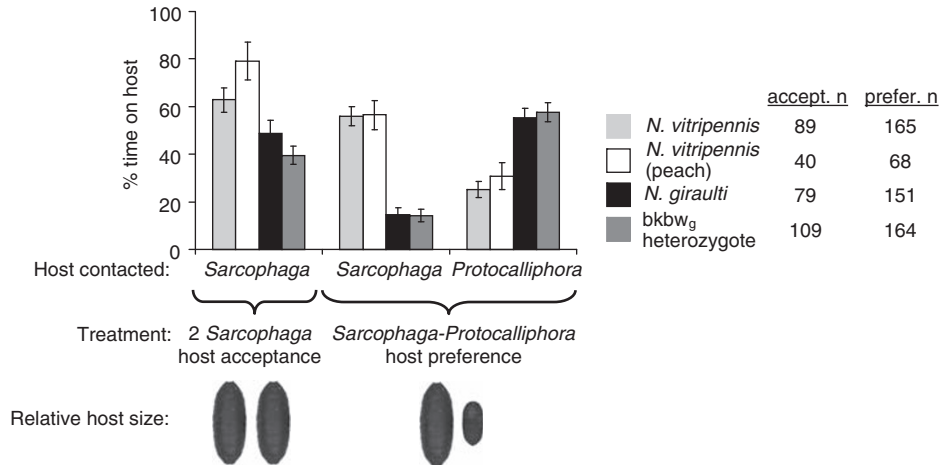 100
80
60
40
20
0
% time on host
accept. n prefer. n
N. vitripennis 89 165
N. vitripennis
(peach) 40 68
N. giraulti 79 151
bkbwg
heterozygote 109 164
Host contacted: Sarcophaga Sarcophaga Protocalliphora
Treatment: 2 Sarcophaga Sarcophaga-Protocalliphora
host acceptance host preference
Relative host size: